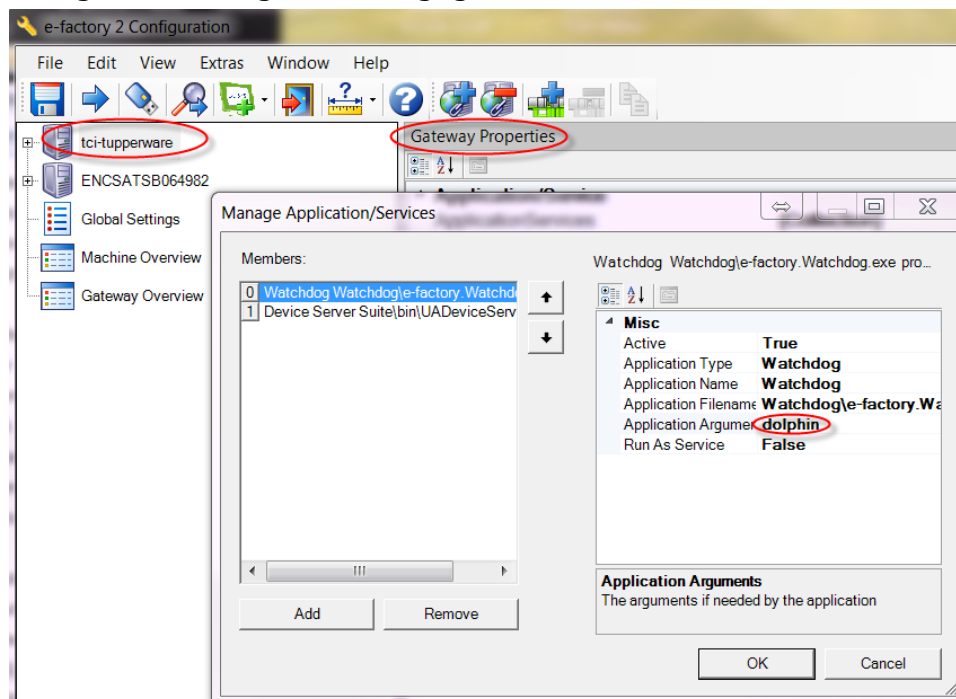 e-factory 2 Configuration
File Edit View Extras Window Help
tci-tupperware
ENCSATSB064982
Global Settings
Machine Overview
Gateway Overview
Gateway Properties
Manage Application/Services
Members:
0 Watchdog Watchdog\e-factory.Watchd
1 Device Server Suite\bin\UADeviceServ
Add Remove
Watchdog Watchdog\e-factory.Watchdog.exe pro...
Misc
Active True
Application Type Watchdog
Application Name Watchdog
Application Filename Watchdog\e-factory.Wa
Application Argumen dolphin
Run As Service False
Application Arguments
The arguments if needed by the application
OK Cancel